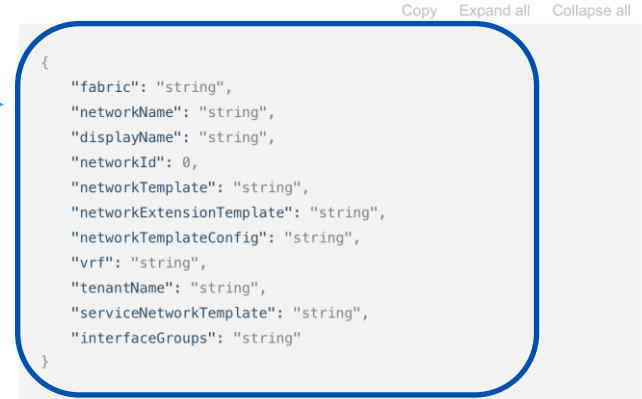 Copy Expand all Collapse all
{
"fabric": "string",
"networkName": "string",
"displayName": "string",
"networkId": 0,
"networkTemplate": "string",
"networkExtensionTemplate": "string",
"networkTemplateConfig": "string",
"vrf": "string",
"tenantName": "string",
"serviceNetworkTemplate": "string",
"interfaceGroups": "string"
}